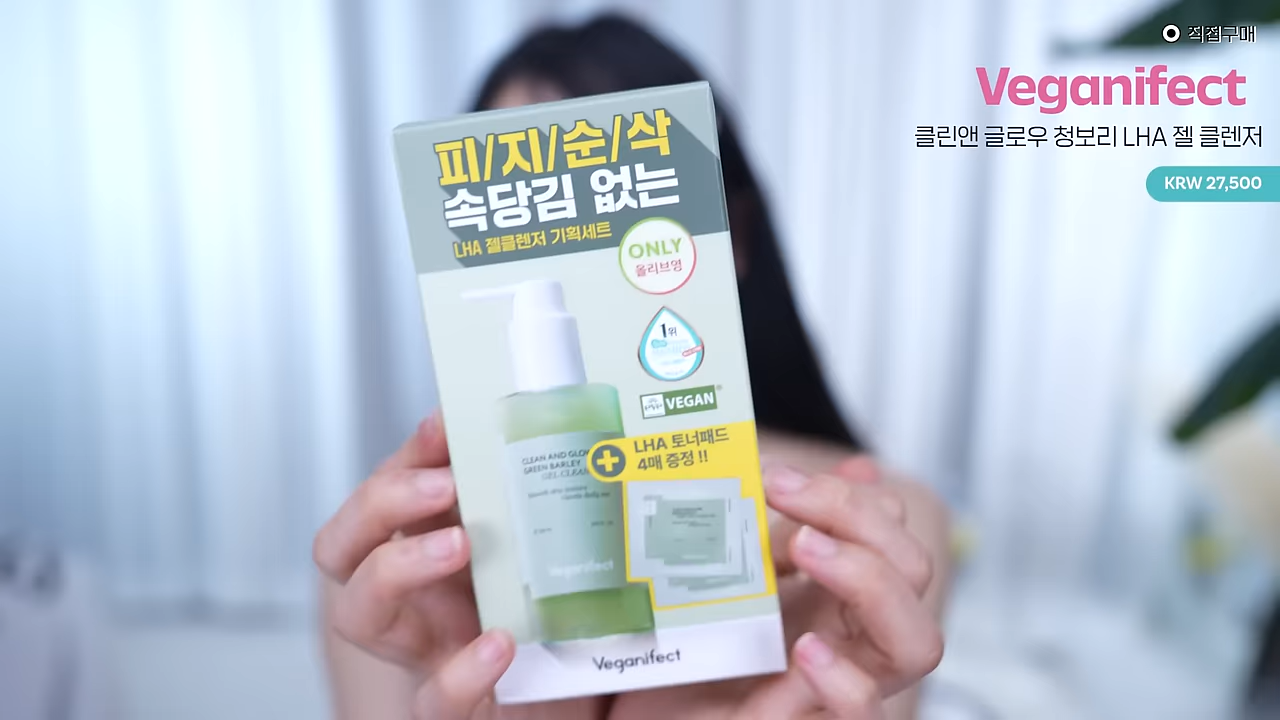 직접구매
Veganifect
클린앤 글로우 청보리 LHA 젤 클렌저
KRW 27,500
피/지/순/삭
속당김 없는
LHA 젤클렌저 기획세트
ONLY
올리브영
1위
VEGAN
LHA 토너패드
4매 증정 !!
CLEAN AND GLOW
GREEN BARLEY
GEL CLEAN
Veganifect
Veganifect